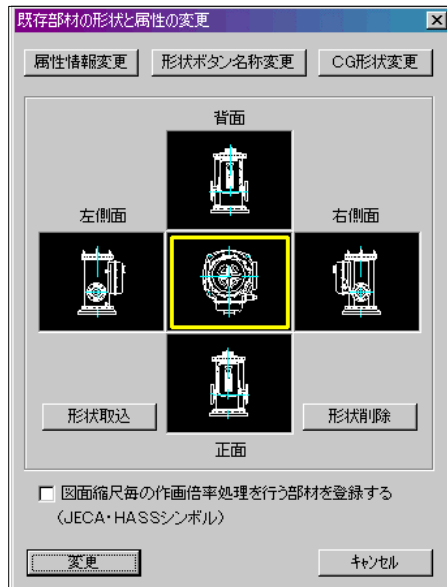 既存部材の形状と属性の変更
属性情報変更 形状ボタン名称変更 CG形状変更
背面
左側面 右側面
形状取込 形状削除
正面
図面縮尺毎の作画倍率処理を行う部材を登録する
(JECA・HASSシンボル)
変更 キャンセル